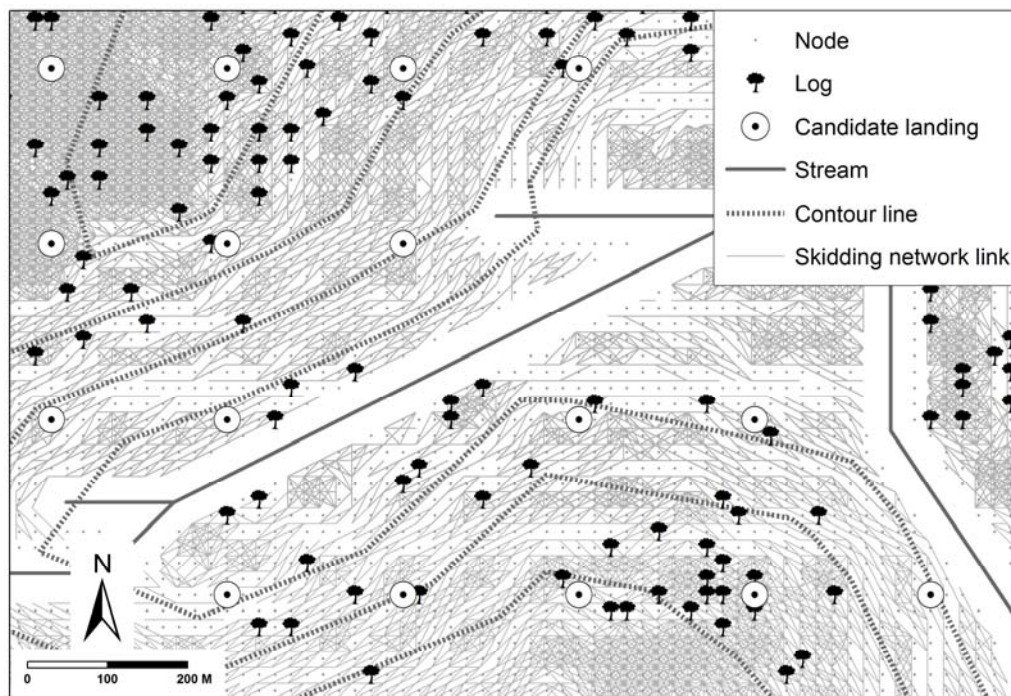 Node
Log
Candidate landing
Stream
Contour line
Skidding network link
N
0 100 200 M